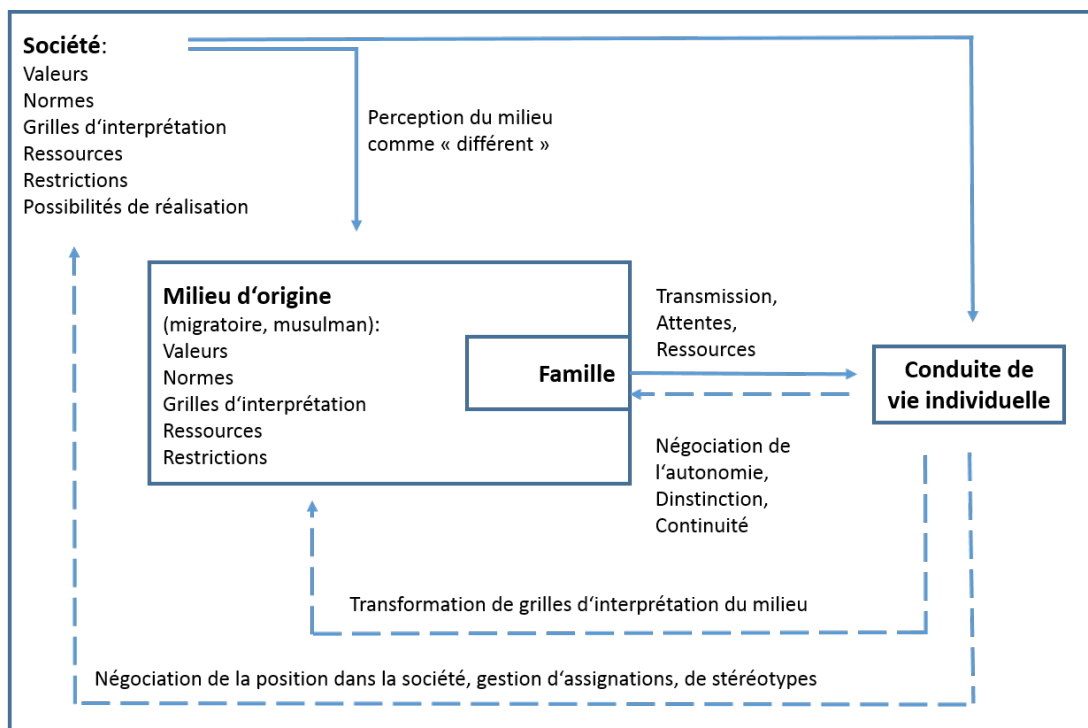 Société:
Valeurs
Normes
Grilles d‘interprétation
Ressources
Restrictions
Possibilités de réalisation
Perception du milieu
comme « différent »
Milieu d‘origine
(migratoire, musulman):
Valeurs
Normes
Grilles d‘interprétation
Ressources
Restrictions
Famille
Transmission,
Attentes,
Ressources
Conduite de
vie individuelle
Négociation de
l‘autonomie,
Dinstinction,
Continuité
Transformation de grilles d‘interprétation du milieu
Négociation de la position dans la société, gestion d‘assignations, de stéréotypes